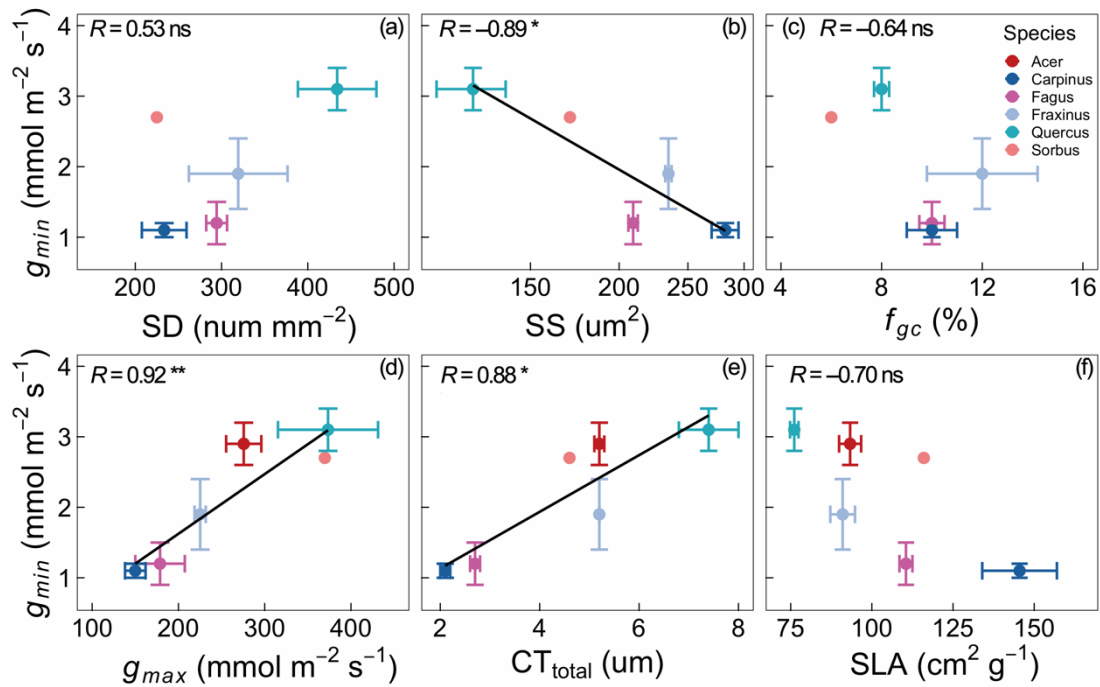 R = 0.53 ns
(a)
R = −0.89 *
(b)
(c)
R = −0.64 ns
Species
Acer
Carpinus
Fagus
Fraxinus
Quercus
Sorbus
4
3
2
1
g_min (mmol m⁻² s⁻¹)
200 300 400 500
SD (num mm⁻²)
150 200 250 300
SS (um²)
4 8 12 16
f_gc (%)
R = 0.92 **
(d)
R = 0.88 *
(e)
R = −0.70 ns
(f)
4
3
2
1
g_min (mmol m⁻² s⁻¹)
100 200 300 400
g_max (mmol m⁻² s⁻¹)
2 4 6 8
CT_total (um)
75 100 125 150
SLA (cm² g⁻¹)